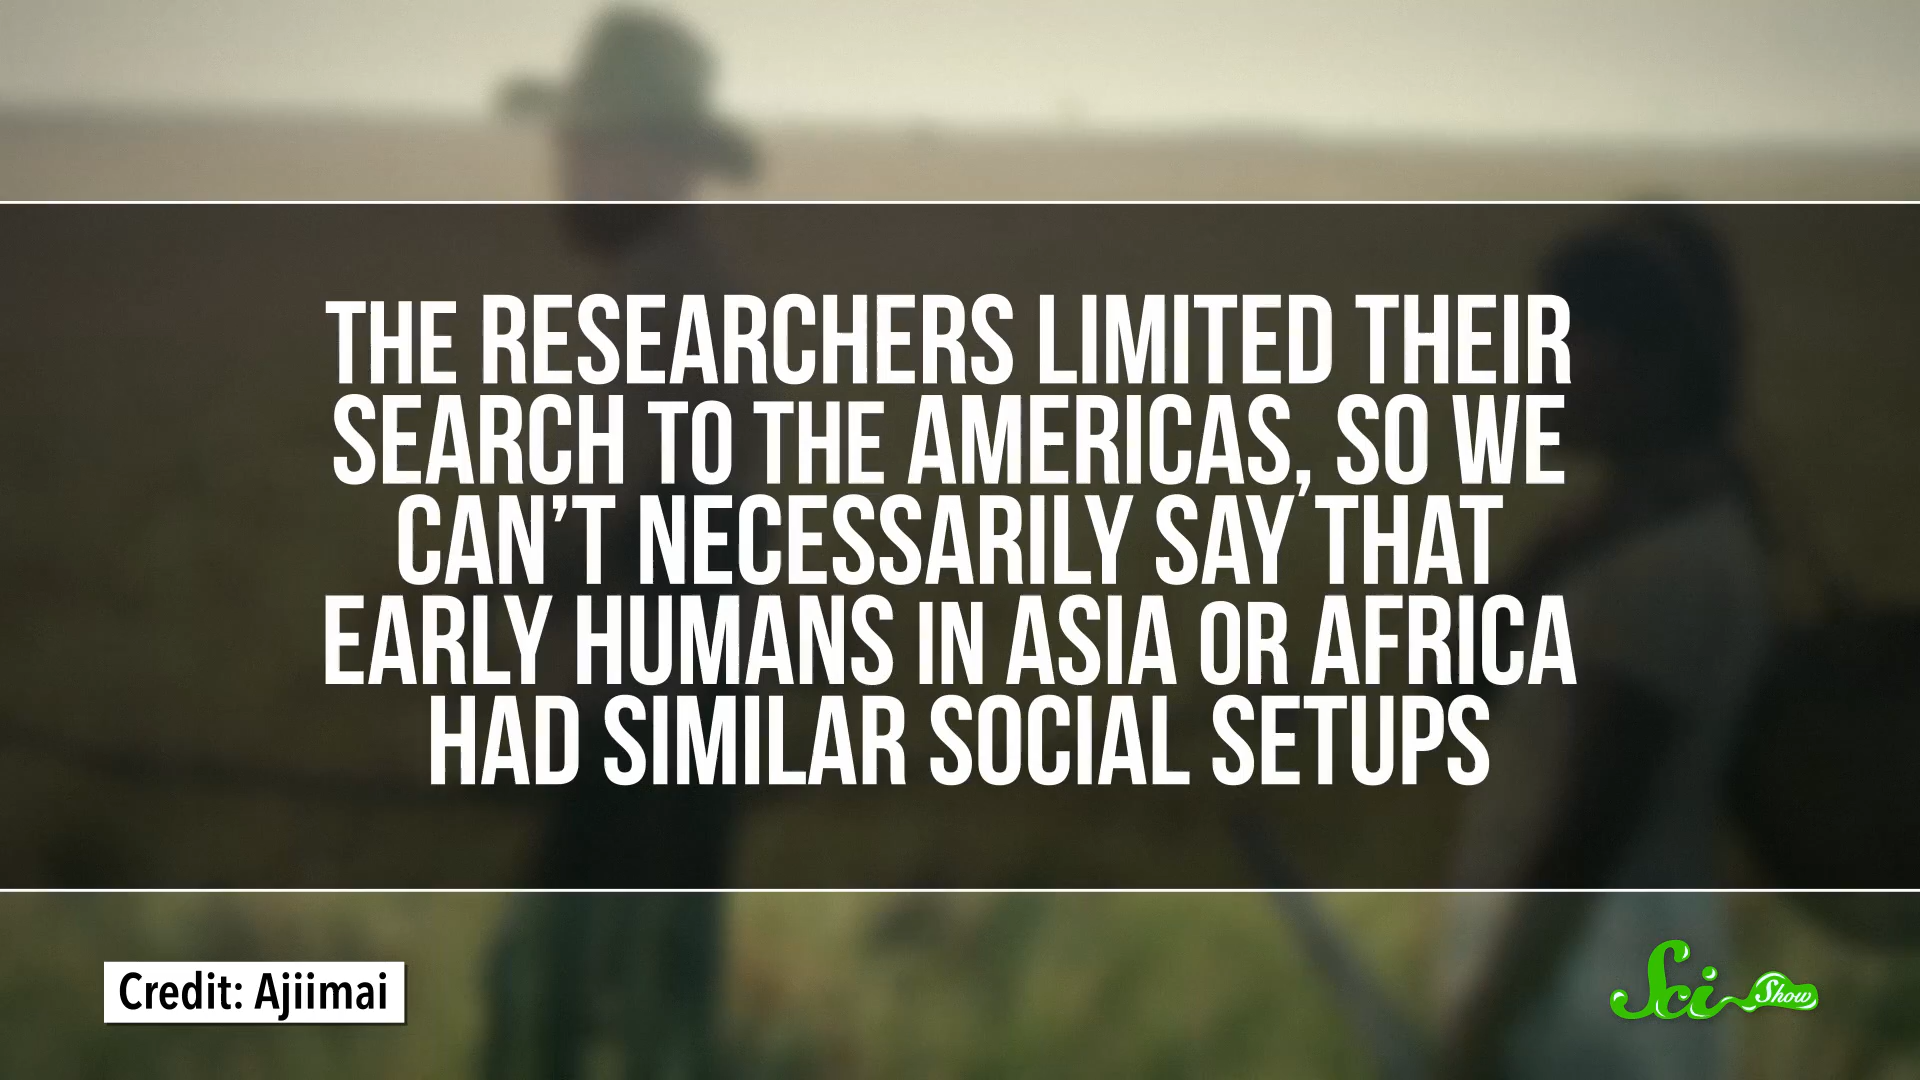 THE RESEARCHERS LIMITED THEIR
SEARCH TO THE AMERICAS, SO WE
CAN'T NECESSARILY SAY THAT
EARLY HUMANS IN ASIA OR AFRICA
HAD SIMILAR SOCIAL SETUPS
Credit: Ajiimai
Sci Show